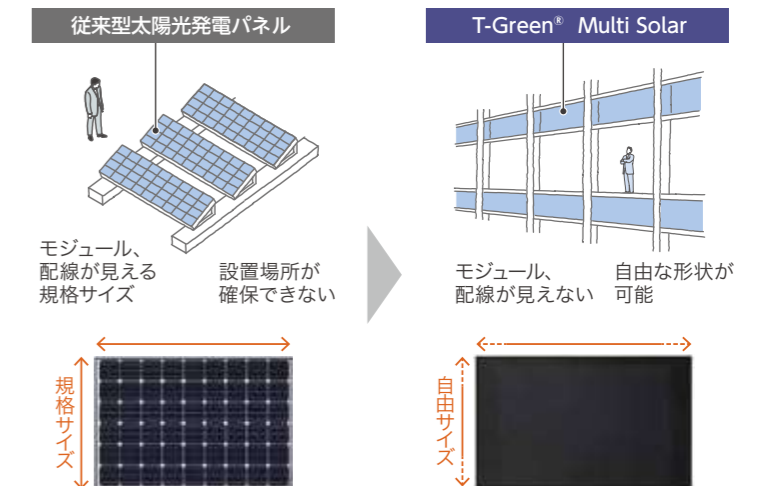 従来型太陽光発電パネル
T-Green® Multi Solar
モジュール、
配線が見える
規格サイズ
設置場所が
確保できない
モジュール、
配線が見えない
自由な形状が
可能
規格サイズ
自由サイズ